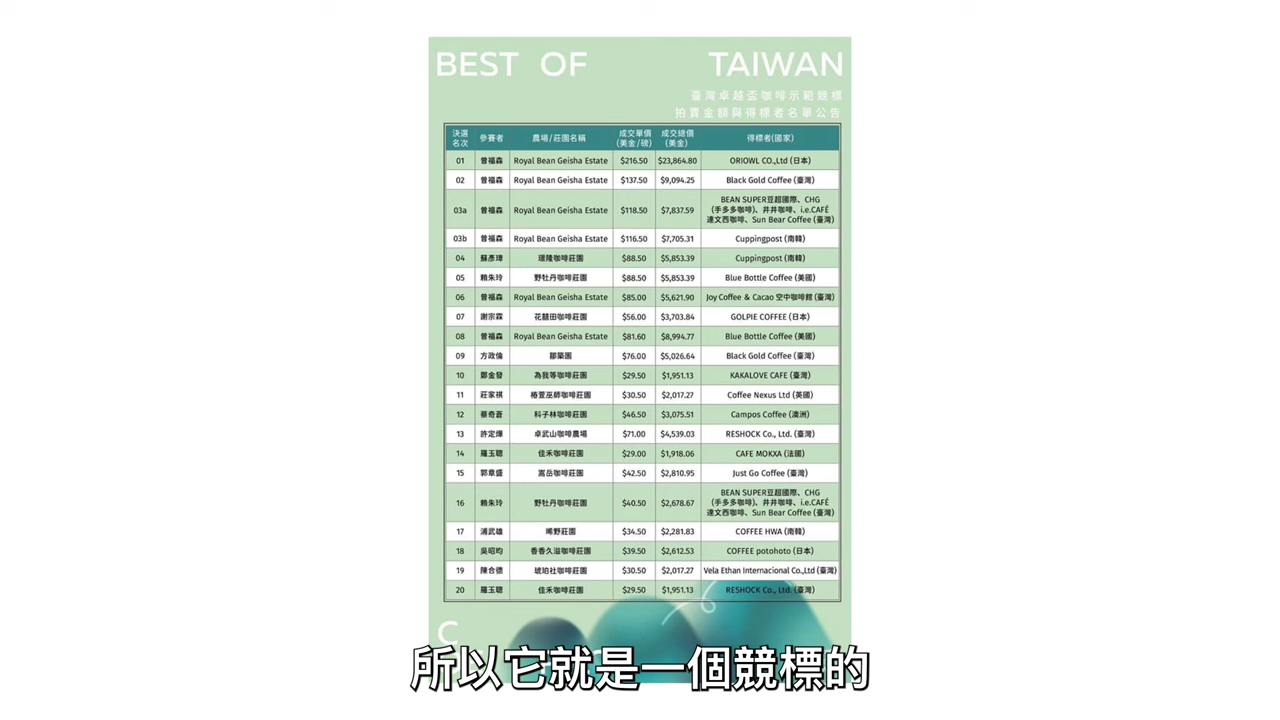 BEST OF TAIWAN
臺灣卓越盃咖啡示範競標
拍賣金額與得標者名單公告
決選名次 參賽者 農場/莊園名稱 成交單價(美金/磅) 成交總價(美金) 得標者(國家)
01 曾福森 Royal Bean Geisha Estate $216.50 $23,864.80 ORIOWL CO.,Ltd (日本)
02 曾福森 Royal Bean Geisha Estate $137.50 $9,094.25 Black Gold Coffee (臺灣)
03a 曾福森 Royal Bean Geisha Estate $118.50 $7,837.59 BEAN SUPER豆超國際、CHG (手多多咖啡)、井井咖啡、i.e.CAFÉ 達文西咖啡、Sun Bear Coffee (臺灣)
03b 曾福森 Royal Bean Geisha Estate $116.50 $7,705.31 Cuppingpost (南韓)
04 蘇彥璋 璟隆咖啡莊園 $88.50 $5,853.39 Cuppingpost (南韓)
05 賴朱玲 野牡丹咖啡莊園 $88.50 $5,853.39 Blue Bottle Coffee (美國)
06 曾福森 Royal Bean Geisha Estate $85.00 $5,621.90 Joy Coffee & Cacao 空中咖啡館 (臺灣)
07 謝宗霖 花囍田咖啡莊園 $56.00 $3,703.84 GOLPIE COFFEE (日本)
08 曾福森 Royal Bean Geisha Estate $81.60 $8,994.77 Blue Bottle Coffee (美國)
09 方政倫 鄒築園 $76.00 $5,026.64 Black Gold Coffee (臺灣)
10 鄭金發 為我等咖啡莊園 $29.50 $1,951.13 KAKALOVE CAFE (臺灣)
11 莊家祺 椿萱巫師咖啡莊園 $30.50 $2,017.27 Coffee Nexus Ltd (英國)
12 蔡奇蒼 科子林咖啡莊園 $46.50 $3,075.51 Campos Coffee (澳洲)
13 許定燁 卓武山咖啡農場 $71.00 $4,539.03 RESHOCK Co., Ltd. (臺灣)
14 羅玉聰 佳禾咖啡莊園 $29.00 $1,918.06 CAFE MOKXA (法國)
15 郭章盛 嵩岳咖啡莊園 $42.50 $2,810.95 Just Go Coffee (臺灣)
16 賴朱玲 野牡丹咖啡莊園 $40.50 $2,678.67 BEAN SUPER豆超國際、CHG (手多多咖啡)、井井咖啡、i.e.CAFÉ 達文西咖啡、Sun Bear Coffee (臺灣)
17 浦武雄 晞野莊園 $34.50 $2,281.83 COFFEE HWA (南韓)
18 吳昭均 香香久溢咖啡莊園 $39.50 $2,612.53 COFFEE potohoto (日本)
19 陳合德 琥珀社咖啡莊園 $30.50 $2,017.27 Vela Ethan Internacional Co.,Ltd (臺灣)
20 羅玉聰 佳禾咖啡莊園 $29.50 $1,951.13 RESHOCK Co., Ltd. (臺灣)
C
所以它就是一個競標的